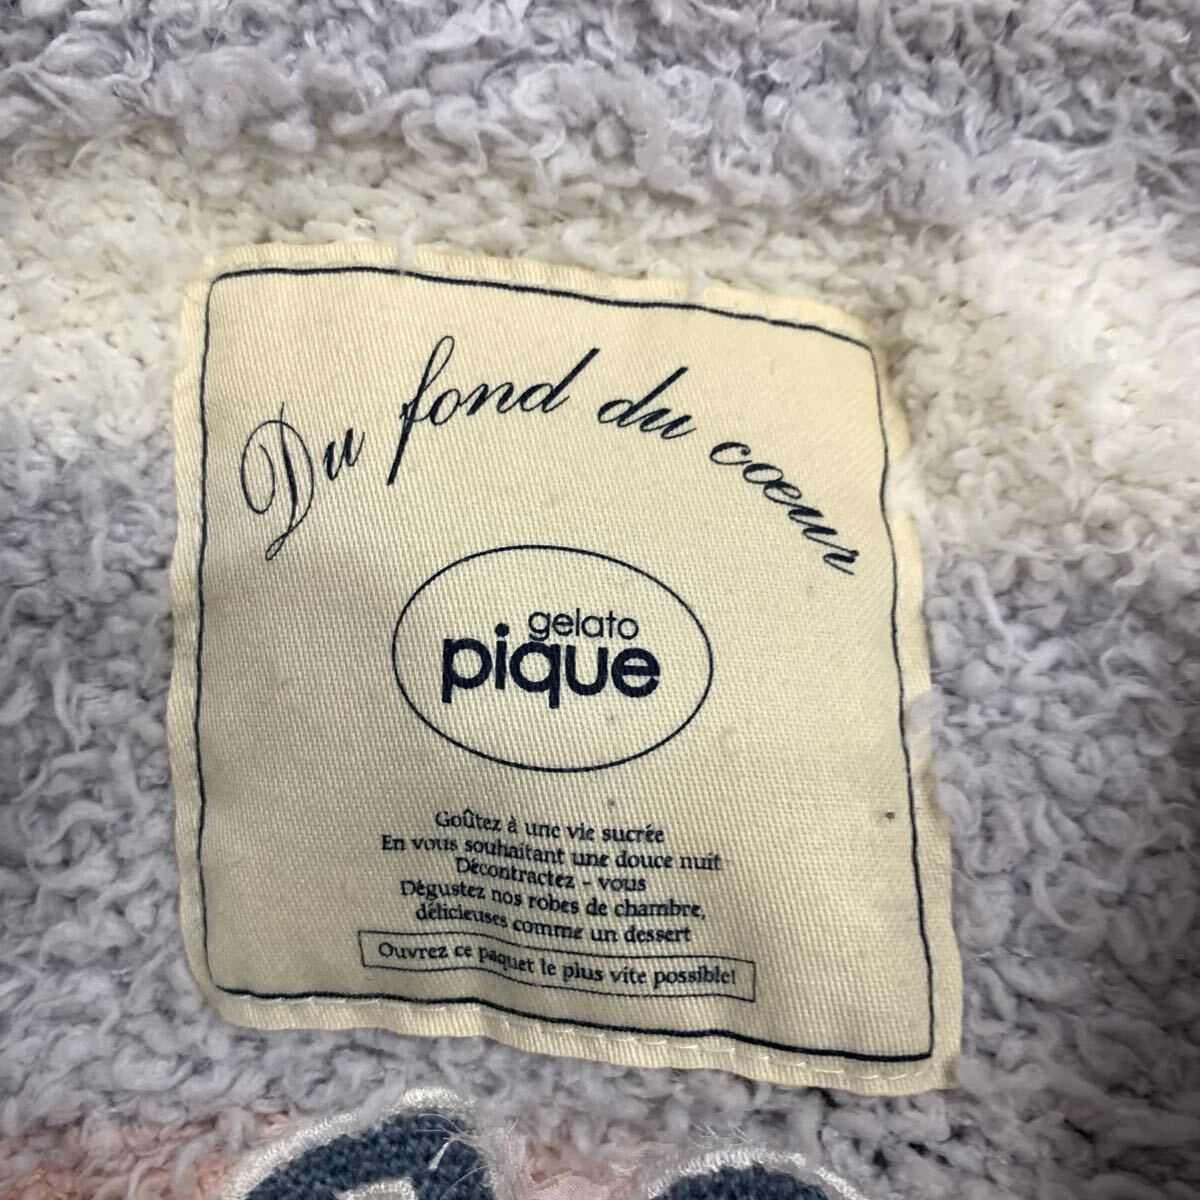 Du fond du cœur
gelato
pique
Goûtez à une vie sucrée
En vous souhaitant une douce nuit
Décontractez - vous
Dégustez nos robes de chambre,
délicieuses comme un dessert
Ouvrez ce paquet le plus vite possible!